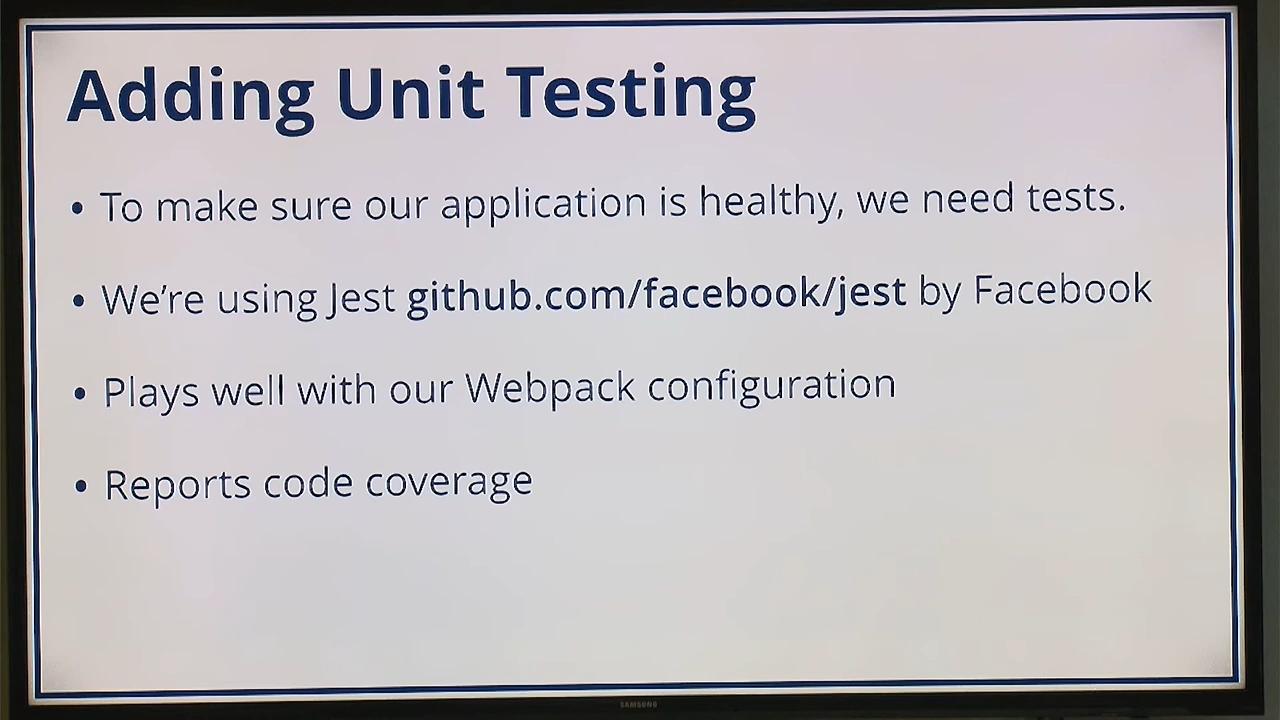 Adding Unit Testing
• To make sure our application is healthy, we need tests.
• We're using Jest github.com/facebook/jest by Facebook
• Plays well with our Webpack configuration
• Reports code coverage
SAMSUNG